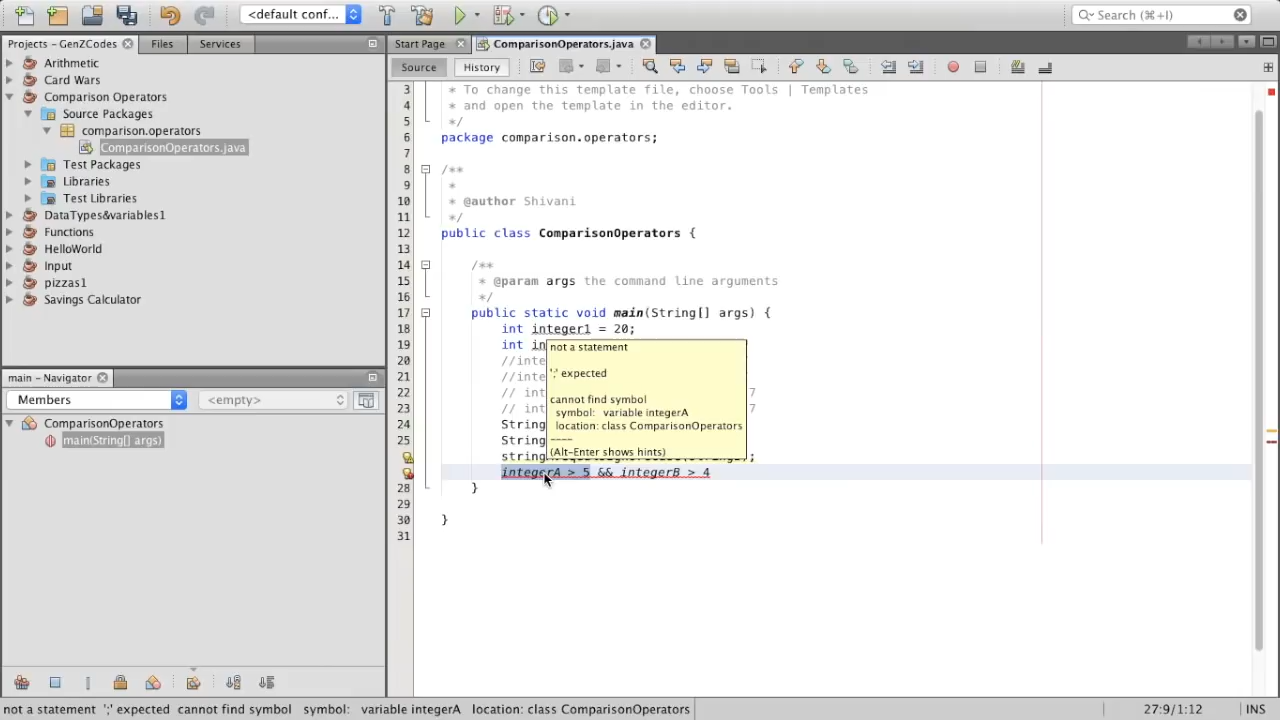 <default conf...
Search (⌘+I)
Projects – GenZCodes
Files
Services
Start Page
ComparisonOperators.java
Arithmetic
Card Wars
Comparison Operators
Source Packages
comparison.operators
ComparisonOperators.java
Test Packages
Libraries
Test Libraries
DataTypes&variables1
Functions
HelloWorld
Input
pizzas1
Savings Calculator
main – Navigator
Members
<empty>
ComparisonOperators
main(String[] args)
Source
History
3 * To change this template file, choose Tools | Templates
4 * and open the template in the editor.
5 */
6 package comparison.operators;
7
8 /**
9 *
10 * @author Shivani
11 */
12 public class ComparisonOperators {
13
14 /**
15 * @param args the command line arguments
16 */
17 public static void main(String[] args) {
18 int integer1 = 20;
19 int in
20 //inte
21 //inte
22 // int 7
23 // int 7
24 String
25 String
string
integerA > 5 && integerB > 4
28 }
29
30 }
31
not a statement
';' expected
cannot find symbol
symbol: variable integerA
location: class ComparisonOperators
----
(Alt-Enter shows hints)
not a statement ';' expected cannot find symbol symbol: variable integerA location: class ComparisonOperators
27:9/1:12
INS